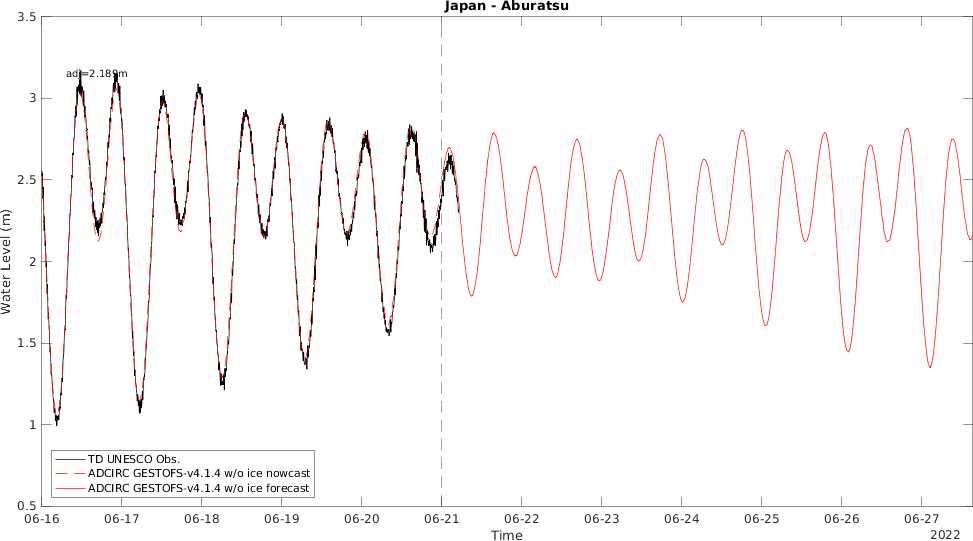 Japan - Aburatsu
3.5
3
2.5
2
1.5
1
0.5
Water Level (m)
adj=2.189m
TD UNESCO Obs.
ADCIRC GESTOFS-v4.1.4 w/o ice nowcast
ADCIRC GESTOFS-v4.1.4 w/o ice forecast
06-16 06-17 06-18 06-19 06-20 06-21 06-22 06-23 06-24 06-25 06-26 06-27
Time
2022